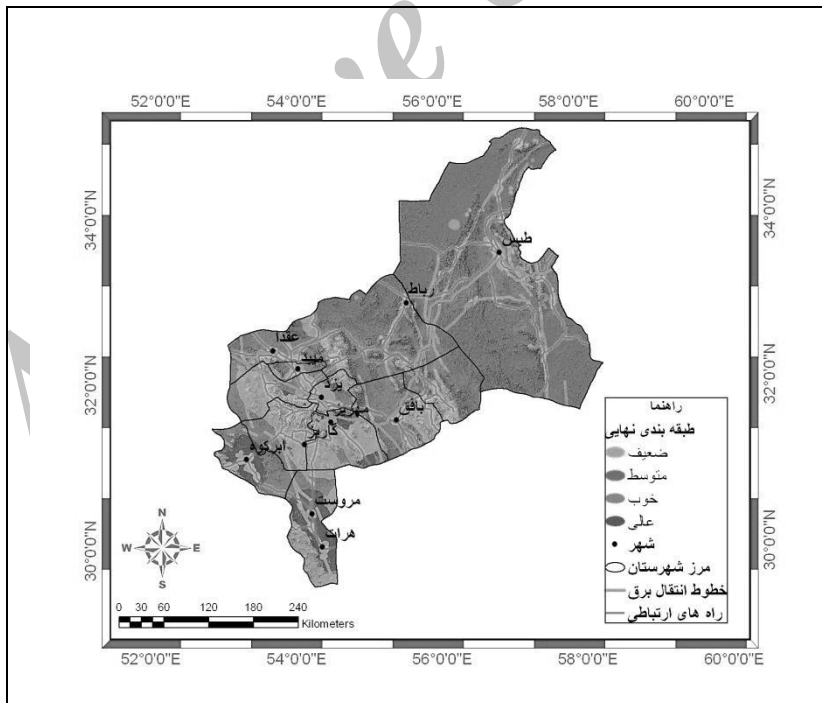 52°0'0"E 54°0'0"E 56°0'0"E 58°0'0"E 60°0'0"E
34°0'0"N
32°0'0"N
30°0'0"N
34°0'0"N
32°0'0"N
30°0'0"N
طبس
رباط
عقدا
میبد
یزد
مهریز
بافق
کاریز
ابرکوه
مروست
هرات
راهنما
طبقه بندی نهایی
ضعیف
متوسط
خوب
عالی
شهر
مرز شهرستان
خطوط انتقال برق
راه های ارتباطی
N
W E
S
0 30 60 120 180 240
Kilometers
52°0'0"E 54°0'0"E 56°0'0"E 58°0'0"E 60°0'0"E